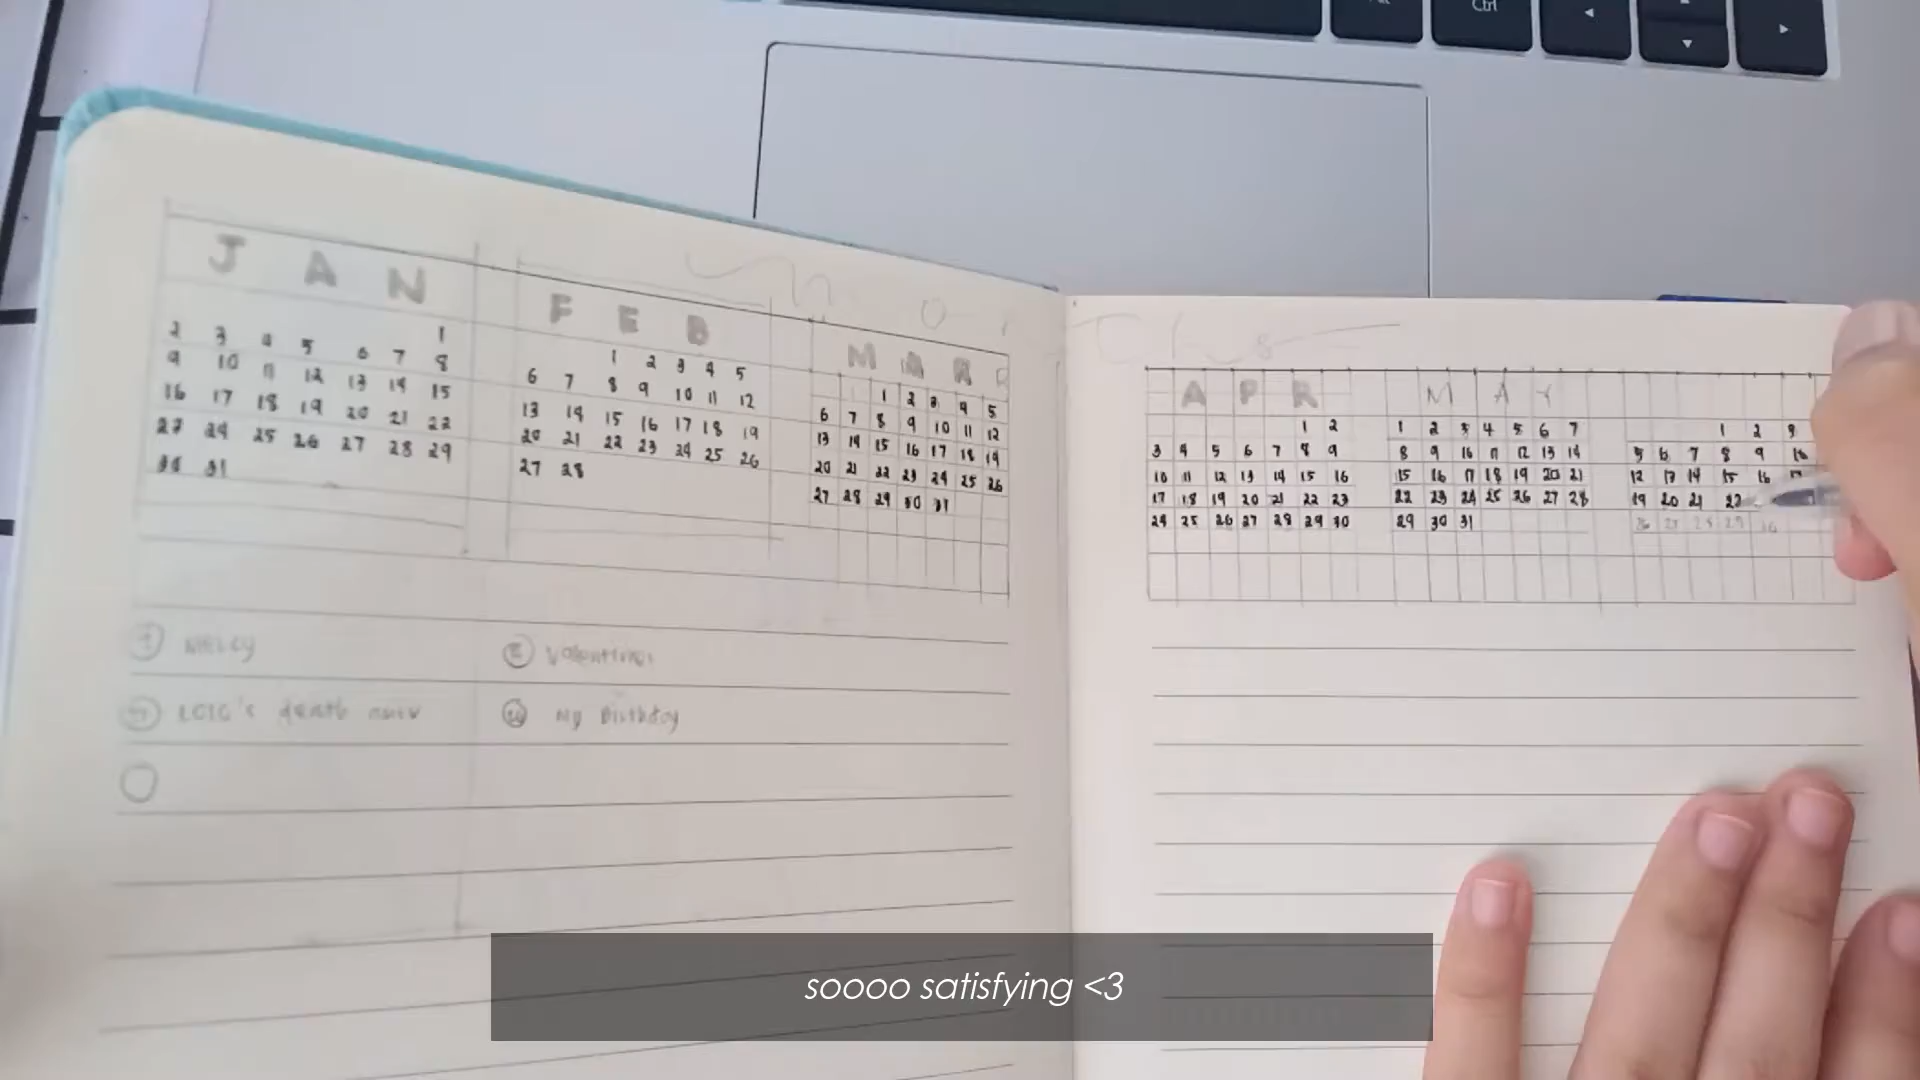 Ctrl
J A N
1
2 3 4 5 6 7 8
9 10 11 12 13 14 15
16 17 18 19 20 21 22
23 24 25 26 27 28 29
30 31
F E B
1 2 3 4 5
6 7 8 9 10 11 12
13 14 15 16 17 18 19
20 21 22 23 24 25 26
27 28
M A R
1 2 3 4 5
6 7 8 9 10 11 12
13 14 15 16 17 18 19
20 21 22 23 24 25 26
27 28 29 30 31
A P R
1 2
3 4 5 6 7 8 9
10 11 12 13 14 15 16
17 18 19 20 21 22 23
24 25 26 27 28 29 30
M A Y
1 2 3 4 5 6 7
8 9 10 11 12 13 14
15 16 17 18 19 20 21
22 23 24 25 26 27 28
29 30 31
1 2 3
5 6 7 8 9 10
12 13 14 15 16
19 20 21 22
Valentines
death
My Birthday
soooo satisfying <3